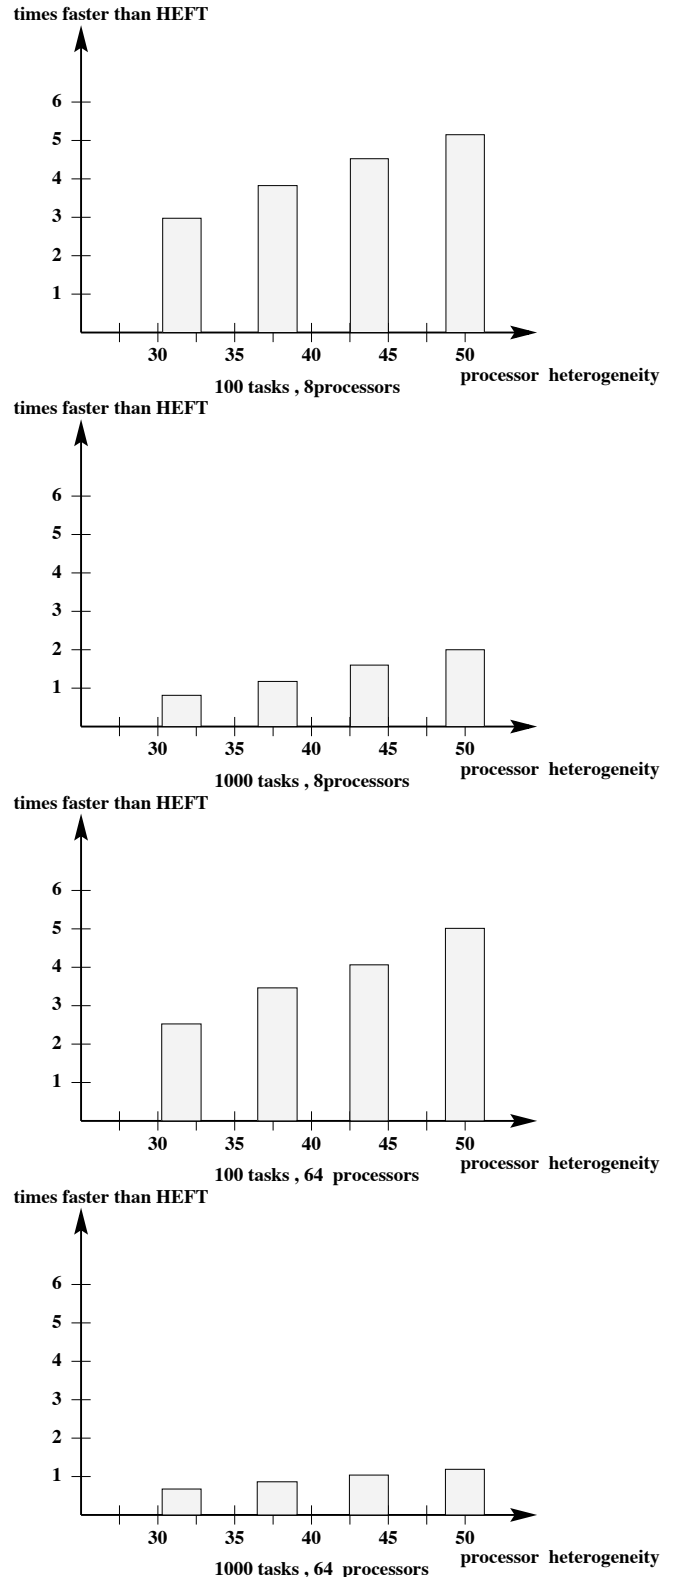 times faster than HEFT
6
5
4
3
2
1
30 35 40 45 50
processor heterogeneity
100 tasks , 8processors
times faster than HEFT
6
5
4
3
2
1
30 35 40 45 50
processor heterogeneity
1000 tasks , 8processors
times faster than HEFT
6
5
4
3
2
1
30 35 40 45 50
processor heterogeneity
100 tasks , 64 processors
times faster than HEFT
6
5
4
3
2
1
30 35 40 45 50
processor heterogeneity
1000 tasks , 64 processors